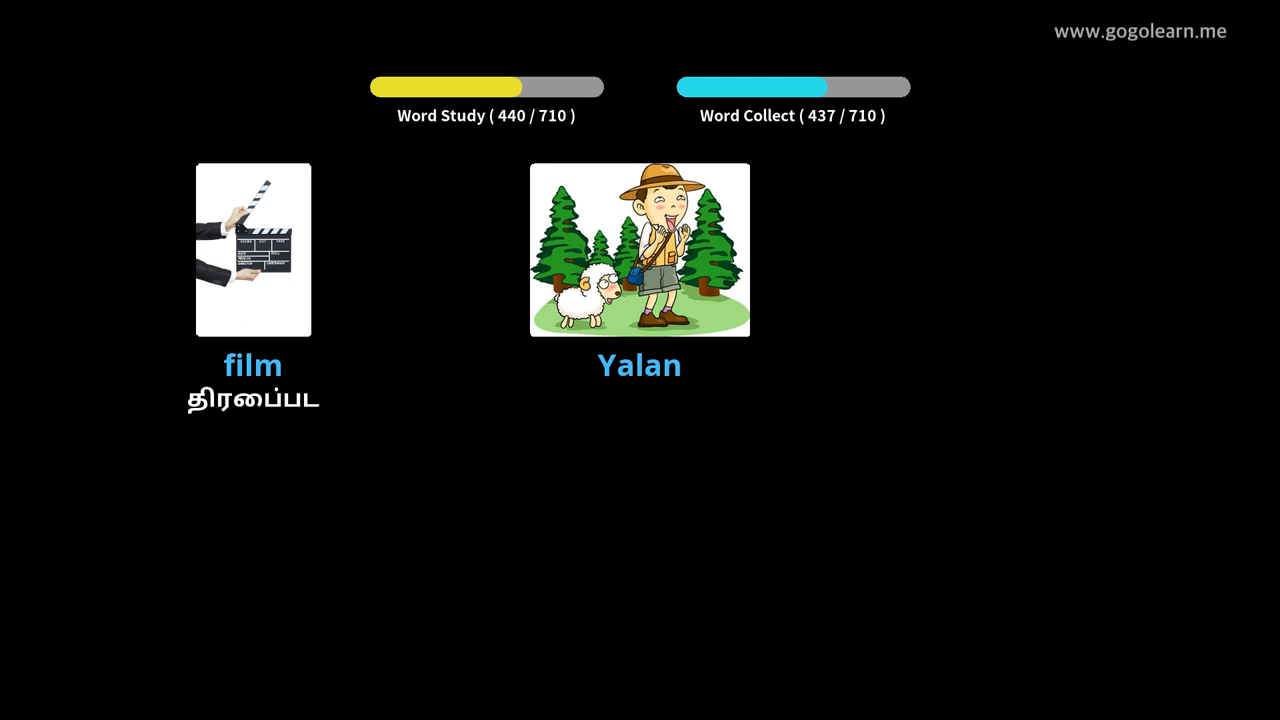 www.gogolearn.me
Word Study ( 440 / 710 )
Word Collect ( 437 / 710 )
film
திரைப்பட
Yalan